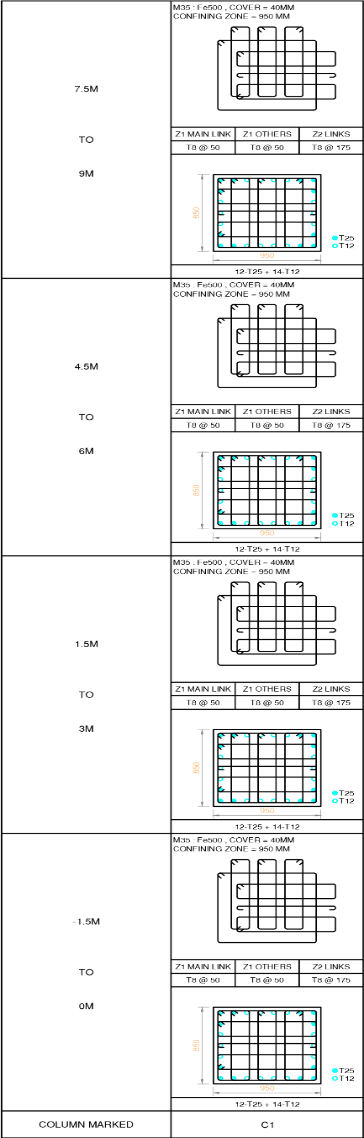 M35 : Fe500 , COVER = 40MM
CONFINING ZONE = 950 MM
7.5M
TO
9M
Z1 MAIN LINK Z1 OTHERS Z2 LINKS
T8 @ 50 T8 @ 50 T8 @ 175
850
950
T25
T12
12-T25 + 14-T12
M35 : Fe500 , COVER = 40MM
CONFINING ZONE = 950 MM
4.5M
TO
6M
Z1 MAIN LINK Z1 OTHERS Z2 LINKS
T8 @ 50 T8 @ 50 T8 @ 175
850
950
T25
T12
12-T25 + 14-T12
M35 : Fe500 , COVER = 40MM
CONFINING ZONE = 950 MM
1.5M
TO
3M
Z1 MAIN LINK Z1 OTHERS Z2 LINKS
T8 @ 50 T8 @ 50 T8 @ 175
850
950
T25
T12
12-T25 + 14-T12
M35 : Fe500 , COVER = 40MM
CONFINING ZONE = 950 MM
-1.5M
TO
0M
Z1 MAIN LINK Z1 OTHERS Z2 LINKS
T8 @ 50 T8 @ 50 T8 @ 175
850
950
T25
T12
12-T25 + 14-T12
COLUMN MARKED C1